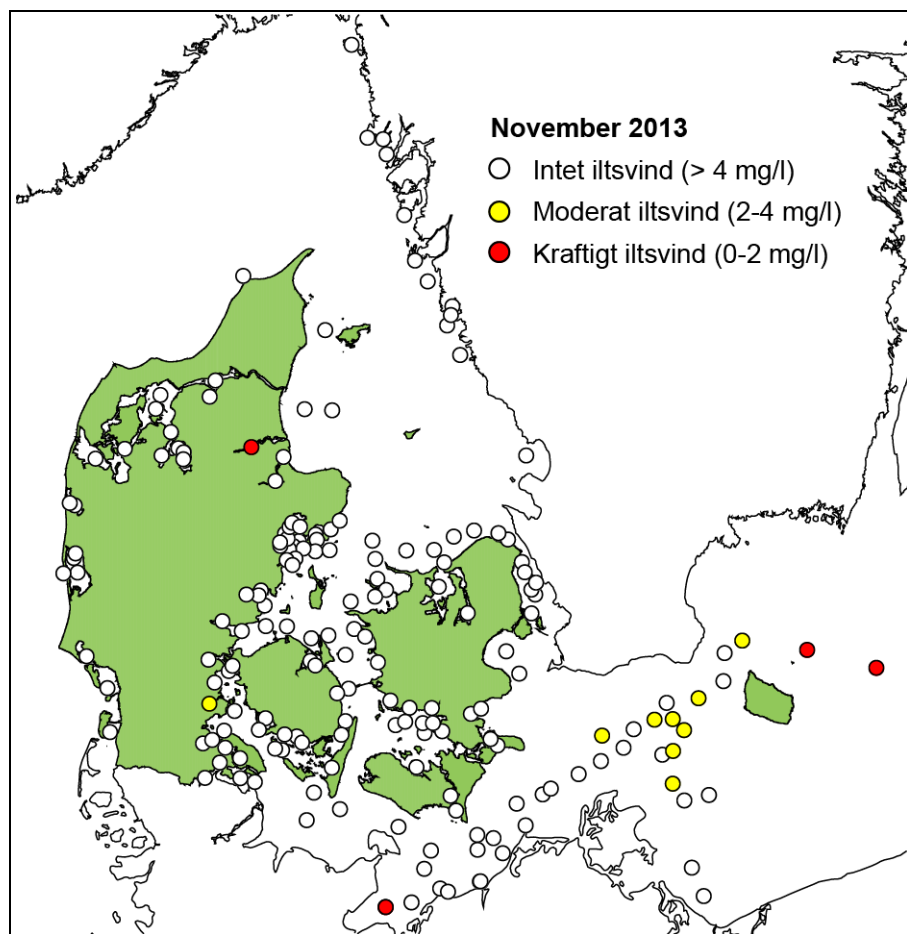 November 2013
Intet iltsvind (> 4 mg/l)
Moderat iltsvind (2-4 mg/l)
Kraftigt iltsvind (0-2 mg/l)